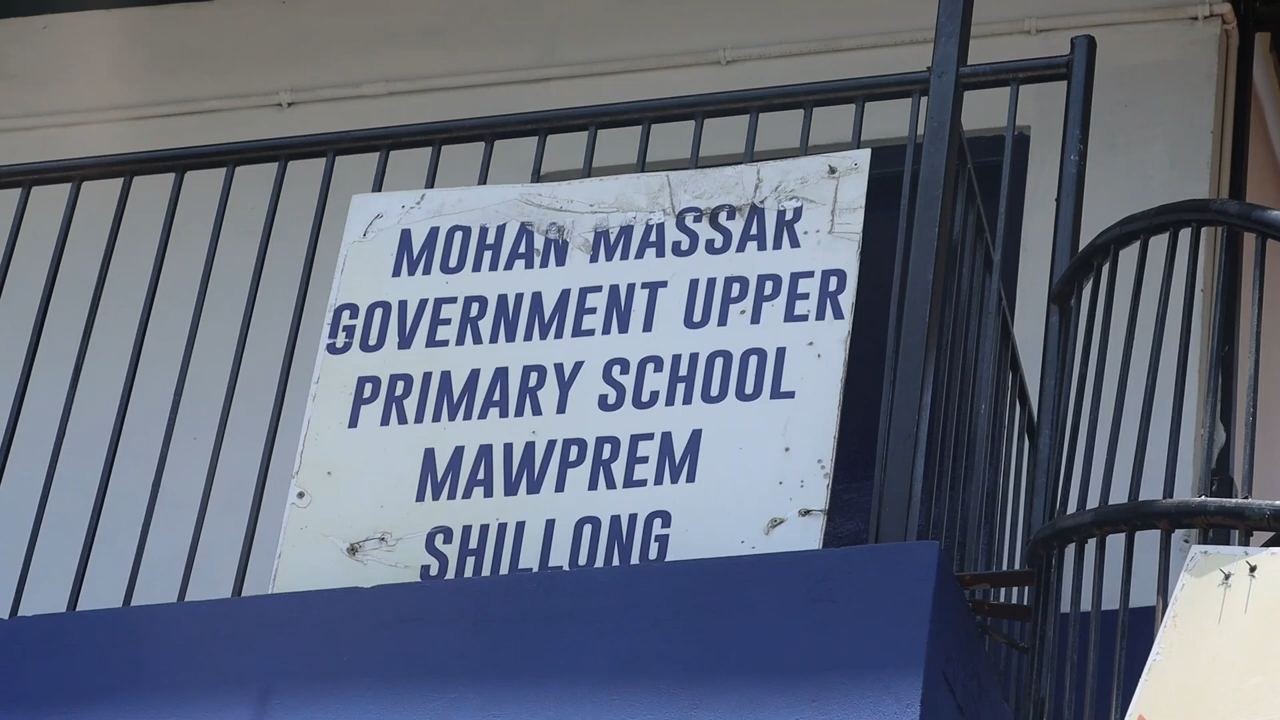 MOHAN MASSAR
GOVERNMENT UPPER
PRIMARY SCHOOL
MAWPREM
SHILLONG